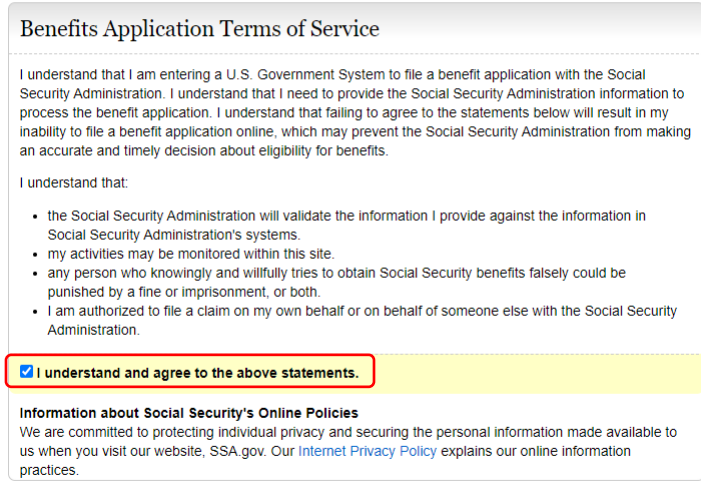 Benefits Application Terms of Service
I understand that I am entering a U.S. Government System to file a benefit application with the Social
Security Administration. I understand that I need to provide the Social Security Administration information to
process the benefit application. I understand that failing to agree to the statements below will result in my
inability to file a benefit application online, which may prevent the Social Security Administration from making
an accurate and timely decision about eligibility for benefits.
I understand that:
• the Social Security Administration will validate the information I provide against the information in
Social Security Administration's systems.
• my activities may be monitored within this site.
• any person who knowingly and willfully tries to obtain Social Security benefits falsely could be
punished by a fine or imprisonment, or both.
• I am authorized to file a claim on my own behalf or on behalf of someone else with the Social Security
Administration.
I understand and agree to the above statements.
Information about Social Security's Online Policies
We are committed to protecting individual privacy and securing the personal information made available to
us when you visit our website, SSA.gov. Our Internet Privacy Policy explains our online information
practices.